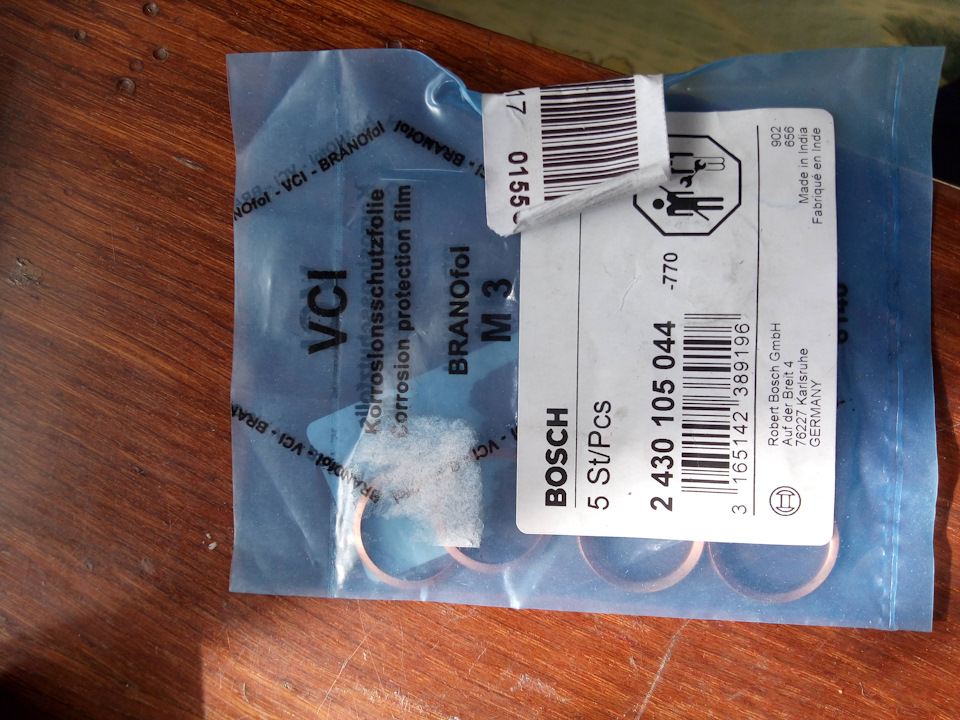 BOSCH
5 St/Pcs
2 430 105 044
-770
3 165142 389196
Robert Bosch GmbH
Auf der Breit 4
76227 Karlsruhe
GERMANY
902
656
Made in India
Fabriqué en Inde
VCI
Korrosionsschutzfolie
Corrosion protection film
BRANOfol
M 3
VCI - BRANOfol